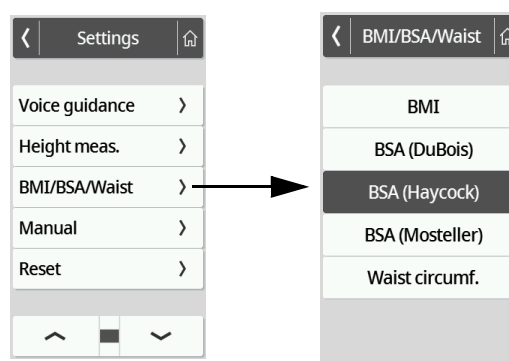 Settings
Voice guidance
Height meas.
BMI/BSA/Waist
Manual
Reset
BMI/BSA/Waist
BMI
BSA (DuBois)
BSA (Haycock)
BSA (Mosteller)
Waist circumf.